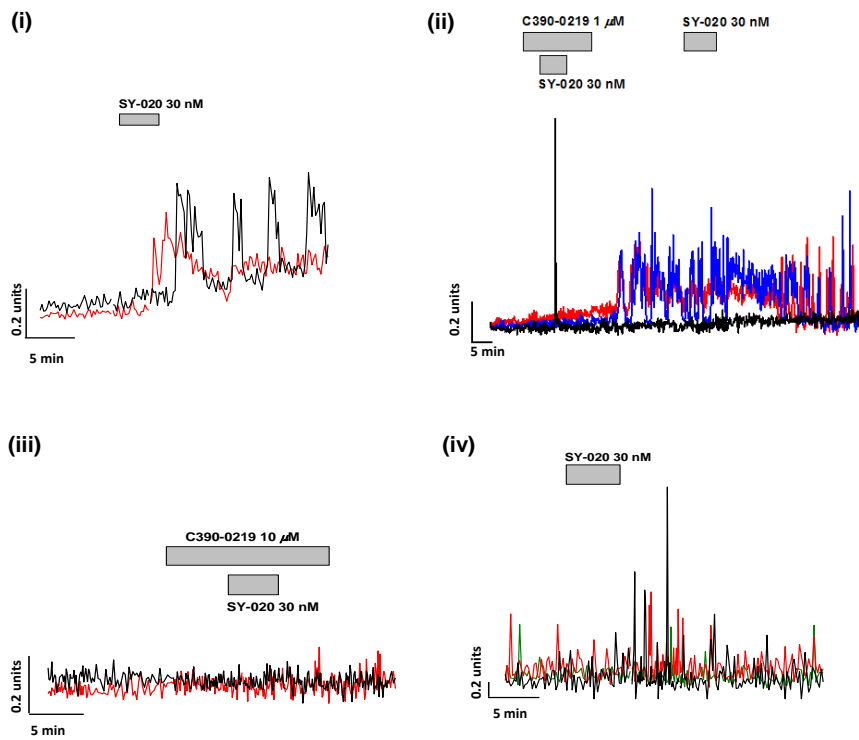 (i)
SY-020 30 nM
0.2 units
5 min
(ii)
C390-0219 1 µM
SY-020 30 nM
SY-020 30 nM
0.2 units
5 min
(iii)
C390-0219 10 µM
SY-020 30 nM
0.2 units
5 min
(iv)
SY-020 30 nM
0.2 units
5 min